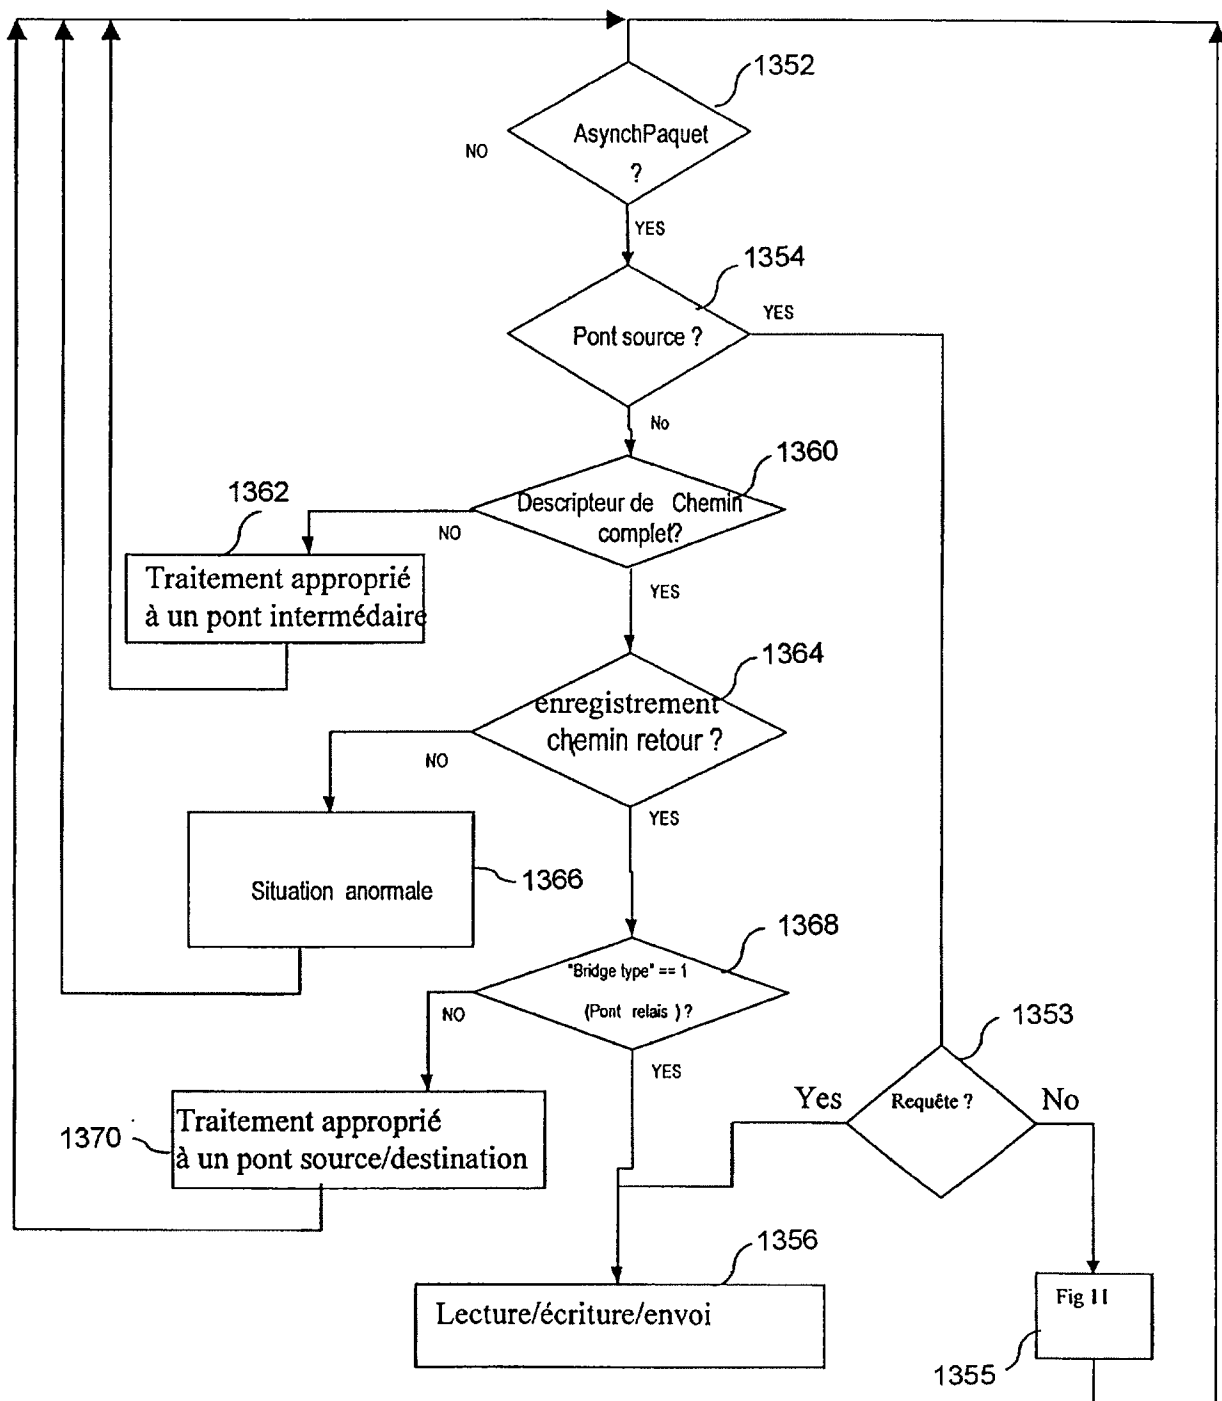 1352
AsynchPaquet
?
NO
YES
1354
Pont source ?
YES
No
1360
Descripteur de Chemin
complet?
NO
YES
1362
Traitement approprié
à un pont intermédaire
1364
enregistrement
chemin retour ?
NO
YES
Situation anormale
1366
1368
"Bridge type" == 1
(Pont relais ) ?
NO
YES
1353
Requête ?
Yes
No
1370
Traitement approprié
à un pont source/destination
1356
Lecture/écriture/envoi
Fig 11
1355